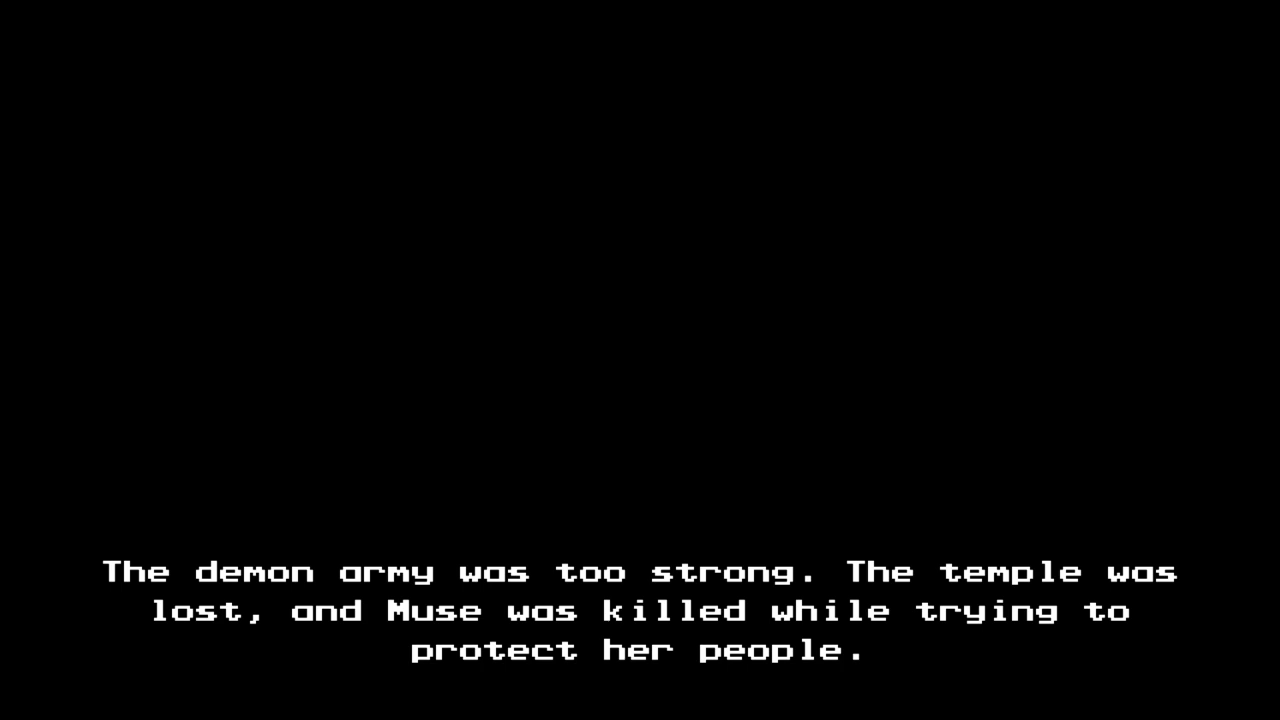 The demon army was too strong. The temple was
lost, and Muse was killed while trying to
protect her people.